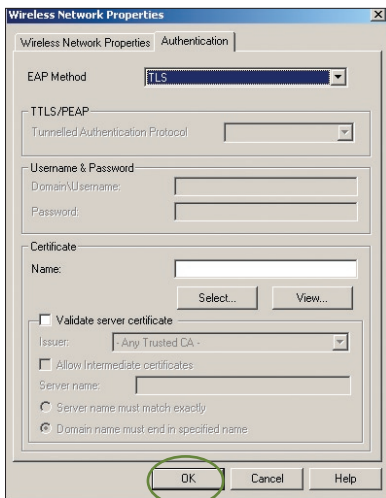 Wireless Network Properties
Wireless Network Properties Authentication
EAP Method TLS
TTLS/PEAP
Tunnelled Authentication Protocol
Username & Password
Domain\Username:
Password:
Certificate
Name:
Select... View...
Validate server certificate
Issuer: - Any Trusted CA -
Allow Intermediate certificates
Server name:
Server name must match exactly
Domain name must end in specified name
OK Cancel Help